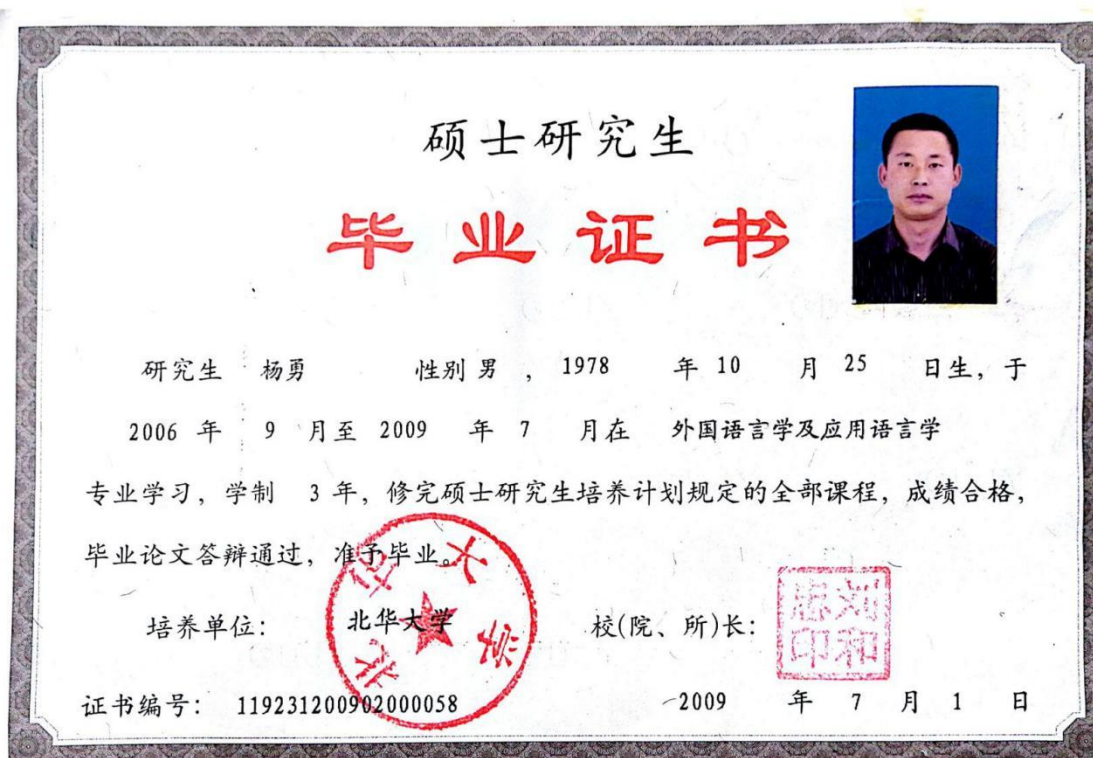 硕士研究生
毕业证书
研究生 杨勇 性别 男 , 1978 年 10 月 25 日生, 于
2006 年 9 月至 2009 年 7 月在 外国语言学及应用语言学
专业学习, 学制 3 年, 修完硕士研究生培养计划规定的全部课程, 成绩合格,
毕业论文答辩通过, 准予毕业。
北华大学
培养单位: 北华大学 校(院、所)长:
证书编号: 119231200902000058 2009 年 7 月 1 日